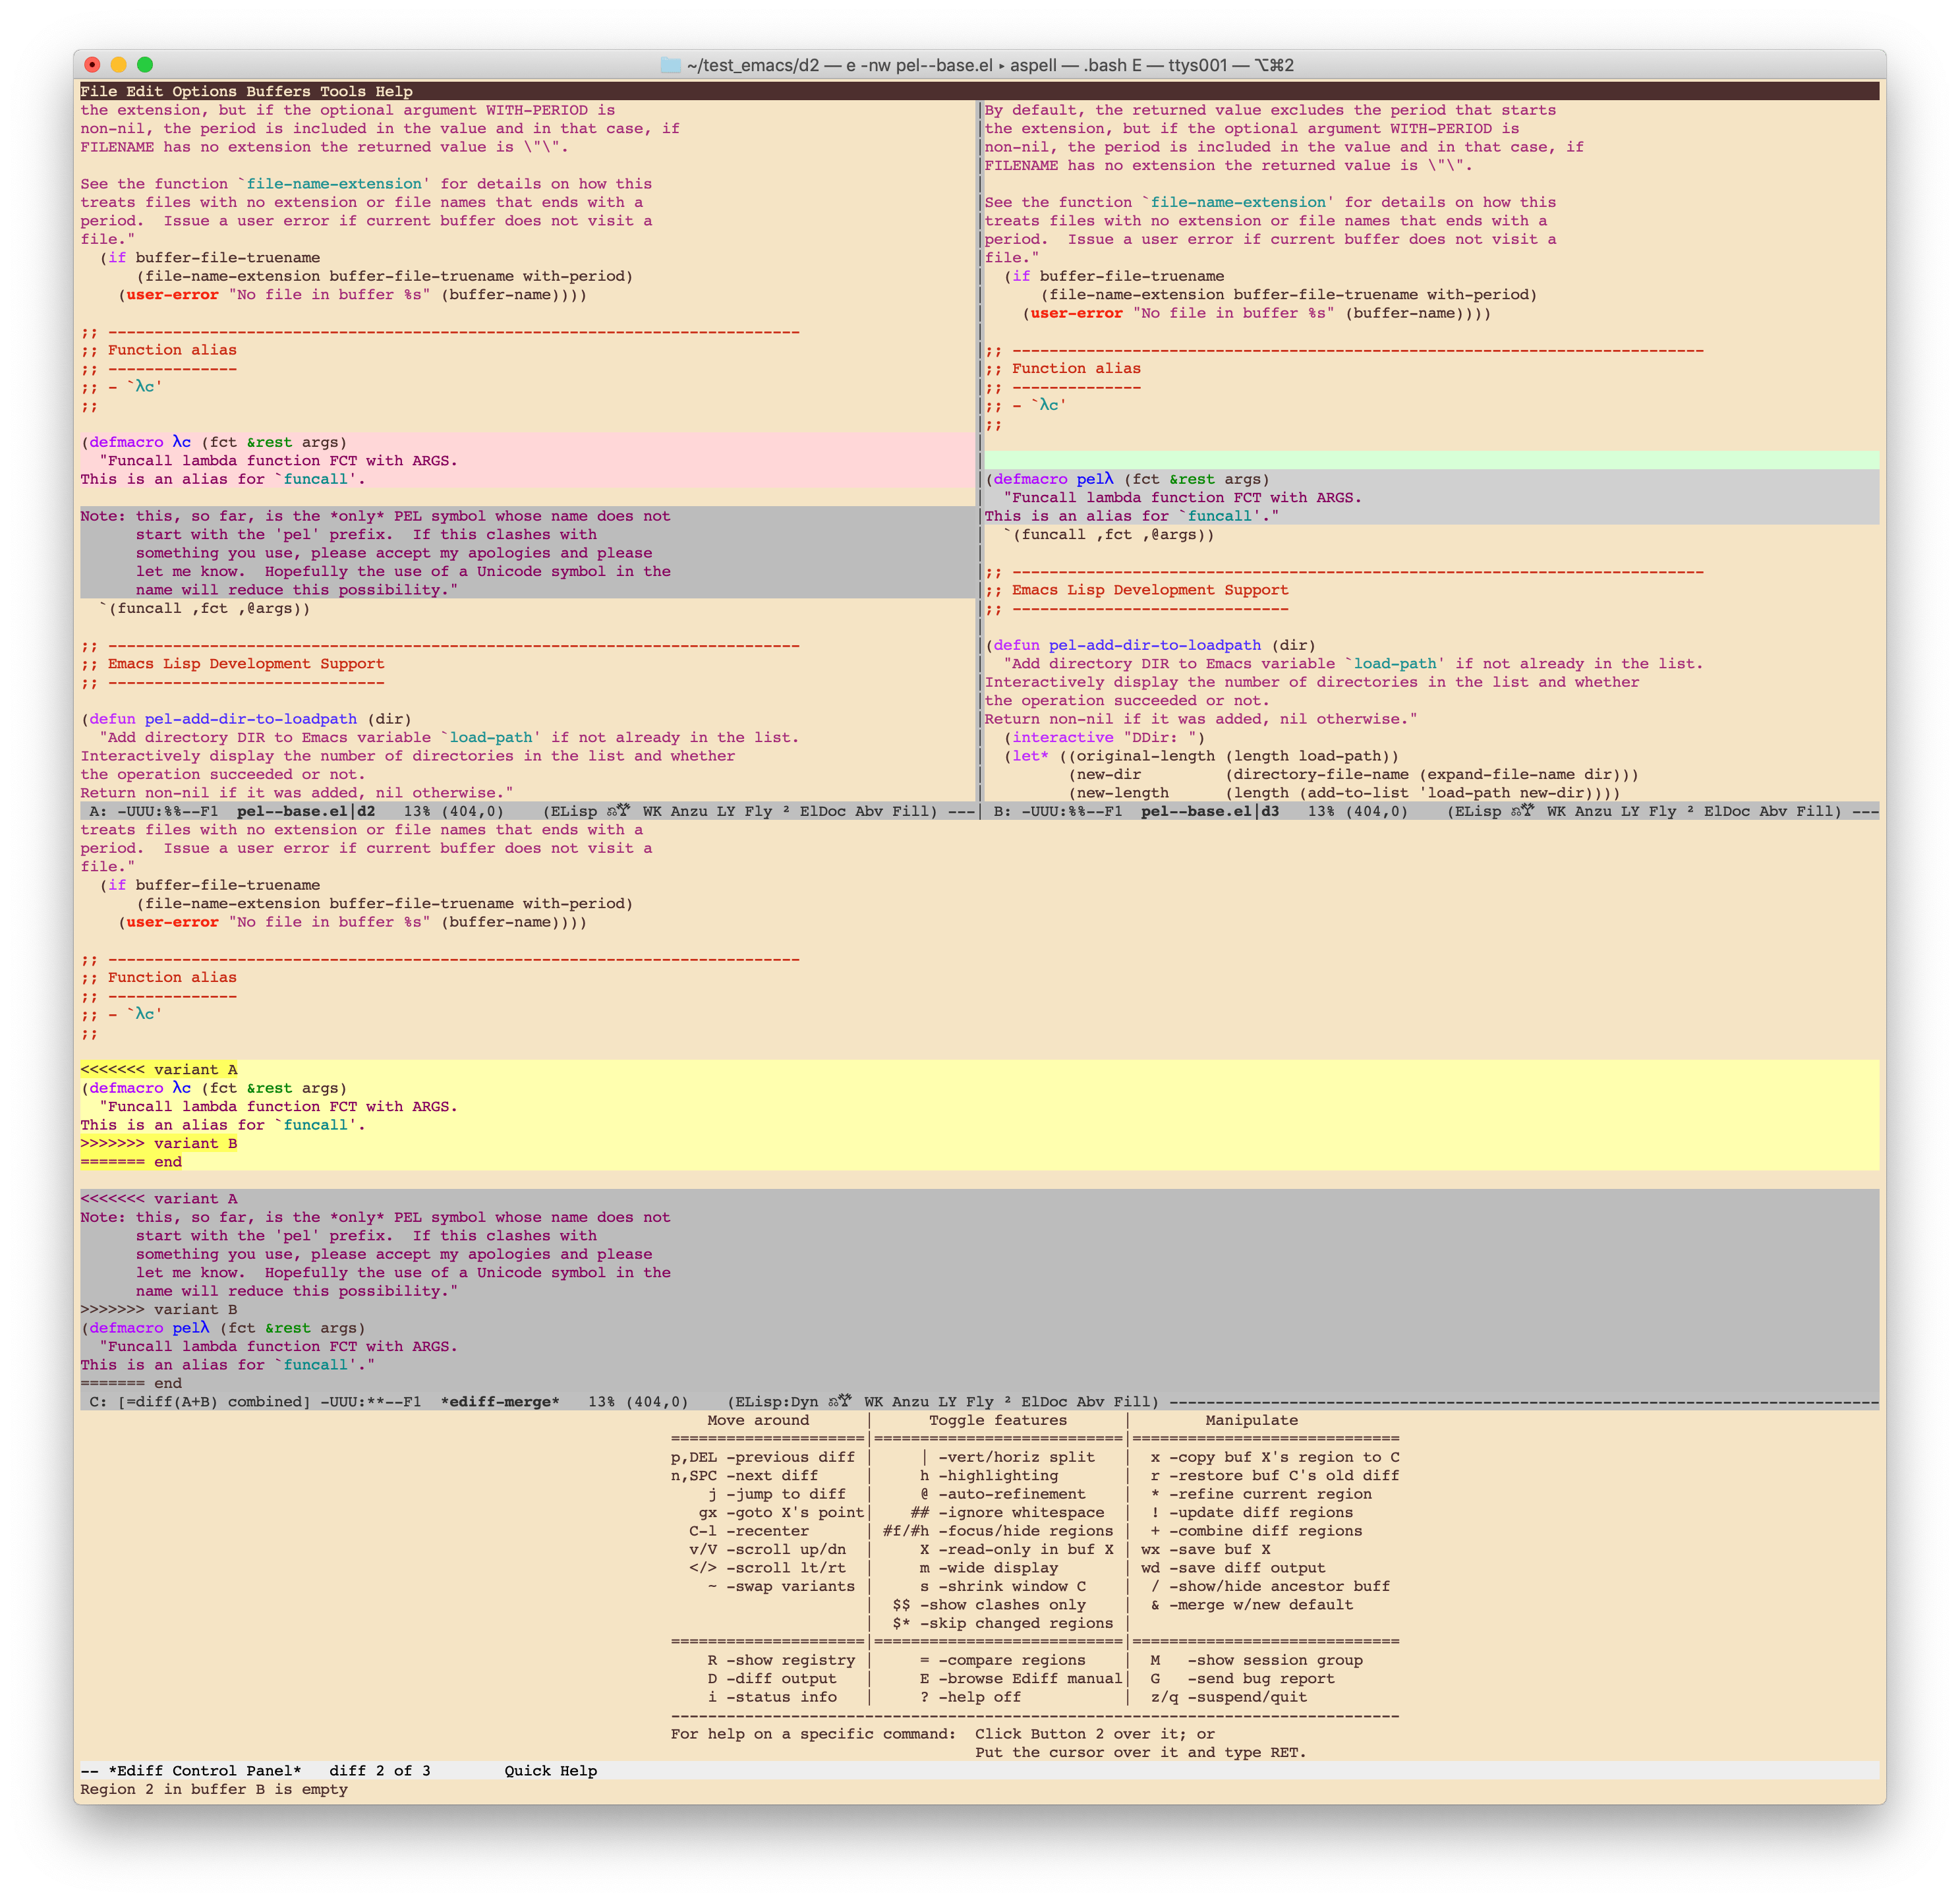 ~/test_emacs/d2 — e -nw pel--base.el ▸ aspell — .bash E — ttys001 — ⌥⌘2
File Edit Options Buffers Tools Help
the extension, but if the optional argument WITH-PERIOD is
non-nil, the period is included in the value and in that case, if
FILENAME has no extension the returned value is \"\".
See the function `file-name-extension' for details on how this
treats files with no extension or file names that ends with a
period.  Issue a user error if current buffer does not visit a
file."
  (if buffer-file-truename
      (file-name-extension buffer-file-truename with-period)
    (user-error "No file in buffer %s" (buffer-name))))
;; ---------------------------------------------------------------------------
;; Function alias
;; --------------
;; - `λc'
;;
(defmacro λc (fct &rest args)
  "Funcall lambda function FCT with ARGS.
This is an alias for `funcall'.
Note: this, so far, is the *only* PEL symbol whose name does not
      start with the 'pel' prefix.  If this clashes with
      something you use, please accept my apologies and please
      let me know.  Hopefully the use of a Unicode symbol in the
      name will reduce this possibility."
  `(funcall ,fct ,@args))
;; ---------------------------------------------------------------------------
;; Emacs Lisp Development Support
;; ------------------------------
(defun pel-add-dir-to-loadpath (dir)
  "Add directory DIR to Emacs variable `load-path' if not already in the list.
Interactively display the number of directories in the list and whether
the operation succeeded or not.
Return non-nil if it was added, nil otherwise."
A: -UUU:%%--F1  pel--base.el|d2   13% (404,0)    (ELisp WK Anzu LY Fly ² ElDoc Abv Fill) ---
By default, the returned value excludes the period that starts
the extension, but if the optional argument WITH-PERIOD is
non-nil, the period is included in the value and in that case, if
FILENAME has no extension the returned value is \"\".
See the function `file-name-extension' for details on how this
treats files with no extension or file names that ends with a
period.  Issue a user error if current buffer does not visit a
file."
  (if buffer-file-truename
      (file-name-extension buffer-file-truename with-period)
    (user-error "No file in buffer %s" (buffer-name))))
;; ---------------------------------------------------------------------------
;; Function alias
;; --------------
;; - `λc'
;;
(defmacro pelλ (fct &rest args)
  "Funcall lambda function FCT with ARGS.
This is an alias for `funcall'."
  `(funcall ,fct ,@args))
;; ---------------------------------------------------------------------------
;; Emacs Lisp Development Support
;; ------------------------------
(defun pel-add-dir-to-loadpath (dir)
  "Add directory DIR to Emacs variable `load-path' if not already in the list.
Interactively display the number of directories in the list and whether
the operation succeeded or not.
Return non-nil if it was added, nil otherwise."
  (interactive "DDir: ")
  (let* ((original-length (length load-path))
         (new-dir         (directory-file-name (expand-file-name dir)))
         (new-length      (length (add-to-list 'load-path new-dir))))
B: -UUU:%%--F1  pel--base.el|d3   13% (404,0)    (ELisp WK Anzu LY Fly ² ElDoc Abv Fill) ---
treats files with no extension or file names that ends with a
period.  Issue a user error if current buffer does not visit a
file."
  (if buffer-file-truename
      (file-name-extension buffer-file-truename with-period)
    (user-error "No file in buffer %s" (buffer-name))))
;; ---------------------------------------------------------------------------
;; Function alias
;; --------------
;; - `λc'
;;
<<<<<<< variant A
(defmacro λc (fct &rest args)
  "Funcall lambda function FCT with ARGS.
This is an alias for `funcall'.
>>>>>>> variant B
======= end
<<<<<<< variant A
Note: this, so far, is the *only* PEL symbol whose name does not
      start with the 'pel' prefix.  If this clashes with
      something you use, please accept my apologies and please
      let me know.  Hopefully the use of a Unicode symbol in the
      name will reduce this possibility."
>>>>>>> variant B
(defmacro pelλ (fct &rest args)
  "Funcall lambda function FCT with ARGS.
This is an alias for `funcall'."
======= end
C: [=diff(A+B) combined] -UUU:**--F1  *ediff-merge*   13% (404,0)    (ELisp:Dyn WK Anzu LY Fly ² ElDoc Abv Fill) ---
    Move around      |      Toggle features      |        Manipulate
=====================|===========================|=============================
p,DEL -previous diff |     | -vert/horiz split   |  x -copy buf X's region to C
n,SPC -next diff     |     h -highlighting       |  r -restore buf C's old diff
    j -jump to diff  |     @ -auto-refinement    |  * -refine current region
   gx -goto X's point|    ## -ignore whitespace  |  ! -update diff regions
  C-l -recenter      | #f/#h -focus/hide regions |  + -combine diff regions
  v/V -scroll up/dn  |     X -read-only in buf X | wx -save buf X
  </> -scroll lt/rt  |     m -wide display       | wd -save diff output
    ~ -swap variants |     s -shrink window C    |  / -show/hide ancestor buff
                     |  $$ -show clashes only    |  & -merge w/new default
                     |  $* -skip changed regions |
=====================|===========================|=============================
    R -show registry |     = -compare regions    |  M   -show session group
    D -diff output   |     E -browse Ediff manual|  G   -send bug report
    i -status info   |     ? -help off           |  z/q -suspend/quit
-------------------------------------------------------------------------------
For help on a specific command:  Click Button 2 over it; or
                                 Put the cursor over it and type RET.
-- *Ediff Control Panel*   diff 2 of 3        Quick Help
Region 2 in buffer B is empty